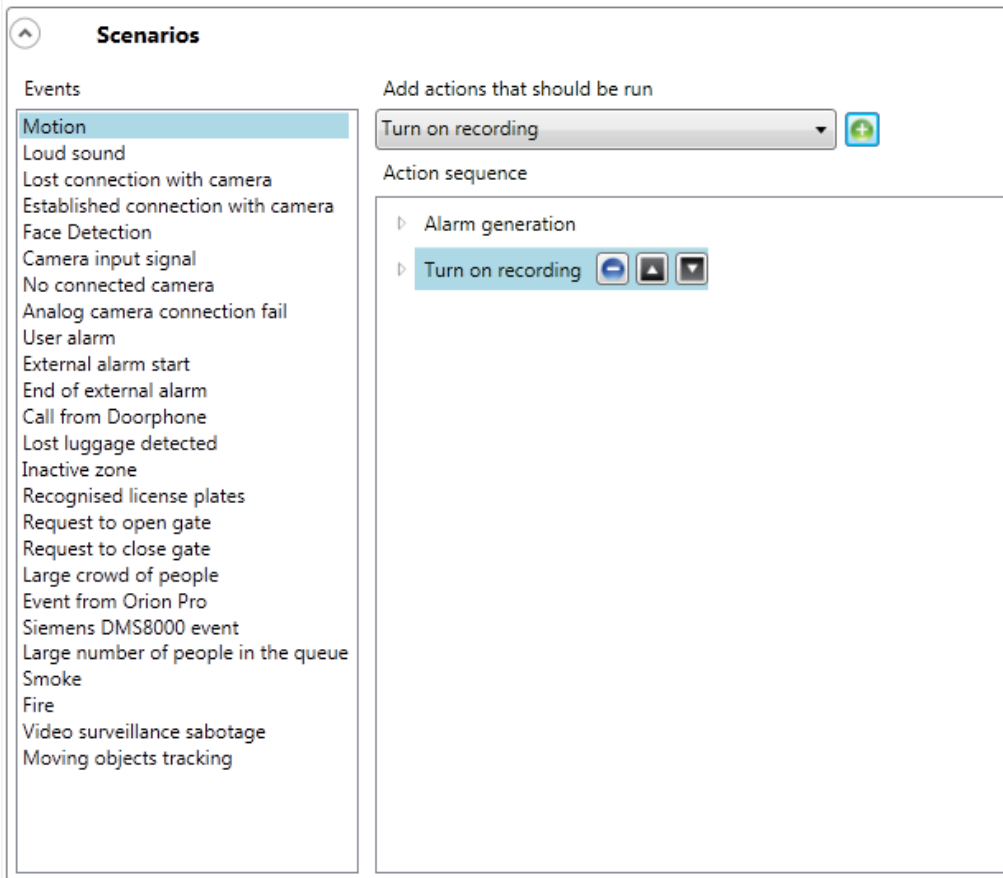 Scenarios
Events
Motion
Loud sound
Lost connection with camera
Established connection with camera
Face Detection
Camera input signal
No connected camera
Analog camera connection fail
User alarm
External alarm start
End of external alarm
Call from Doorphone
Lost luggage detected
Inactive zone
Recognised license plates
Request to open gate
Request to close gate
Large crowd of people
Event from Orion Pro
Siemens DMS8000 event
Large number of people in the queue
Smoke
Fire
Video surveillance sabotage
Moving objects tracking
Add actions that should be run
Turn on recording
Action sequence
Alarm generation
Turn on recording